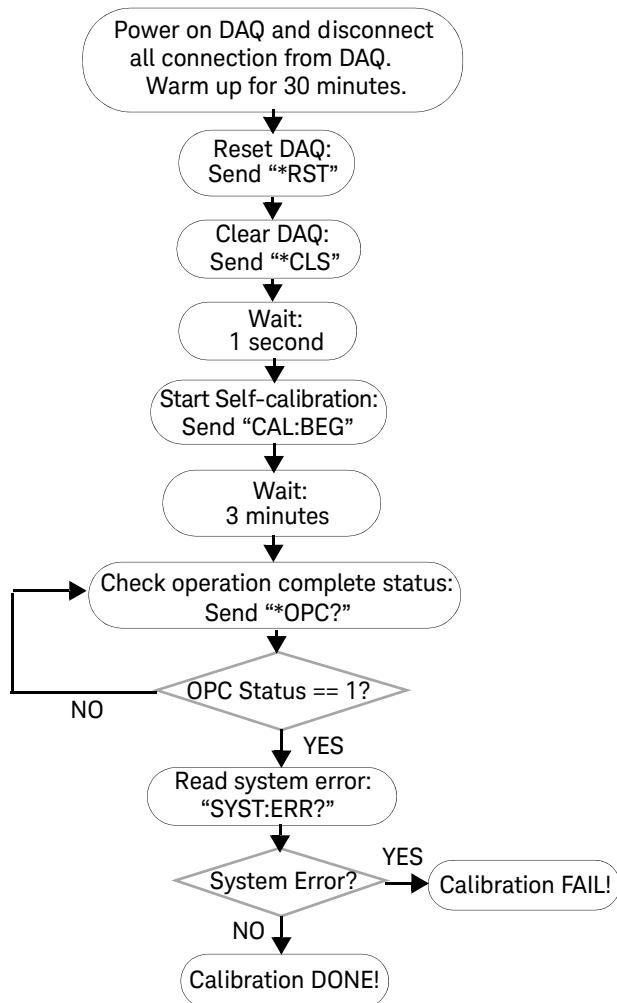 Power on DAQ and disconnect
all connection from DAQ.
Warm up for 30 minutes.
Reset DAQ:
Send “*RST”
Clear DAQ:
Send “*CLS”
Wait:
1 second
Start Self-calibration:
Send “CAL:BEG”
Wait:
3 minutes
Check operation complete status:
Send “*OPC?”
OPC Status == 1?
NO
YES
Read system error:
“SYST:ERR?”
System Error?
YES
Calibration FAIL!
NO
Calibration DONE!